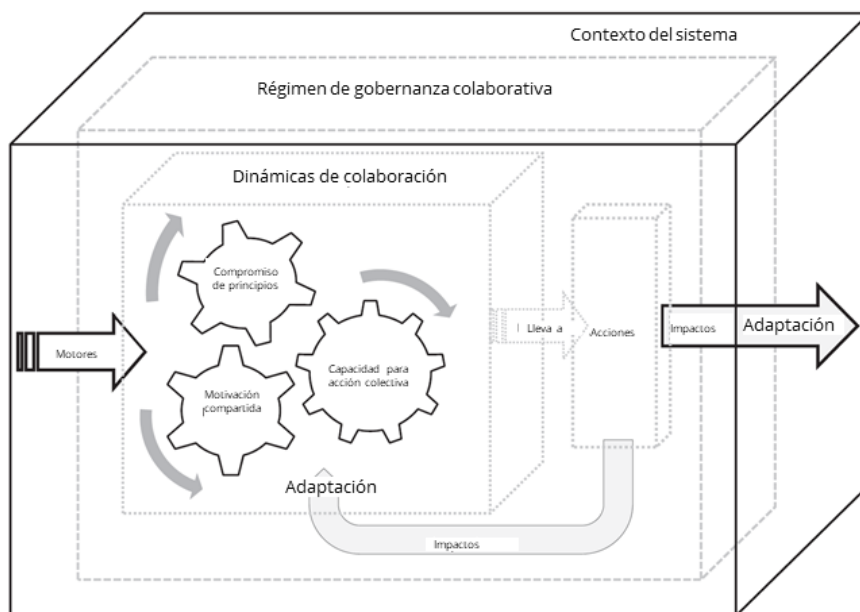 Contexto del sistema
Régimen de gobernanza colaborativa
Dinámicas de colaboración
Compromiso
de principios
Capacidad para
acción colectiva
Motivación
compartida
Motores
Lleva a
Acciones
Impactos
Adaptación
Adaptación
Impactos